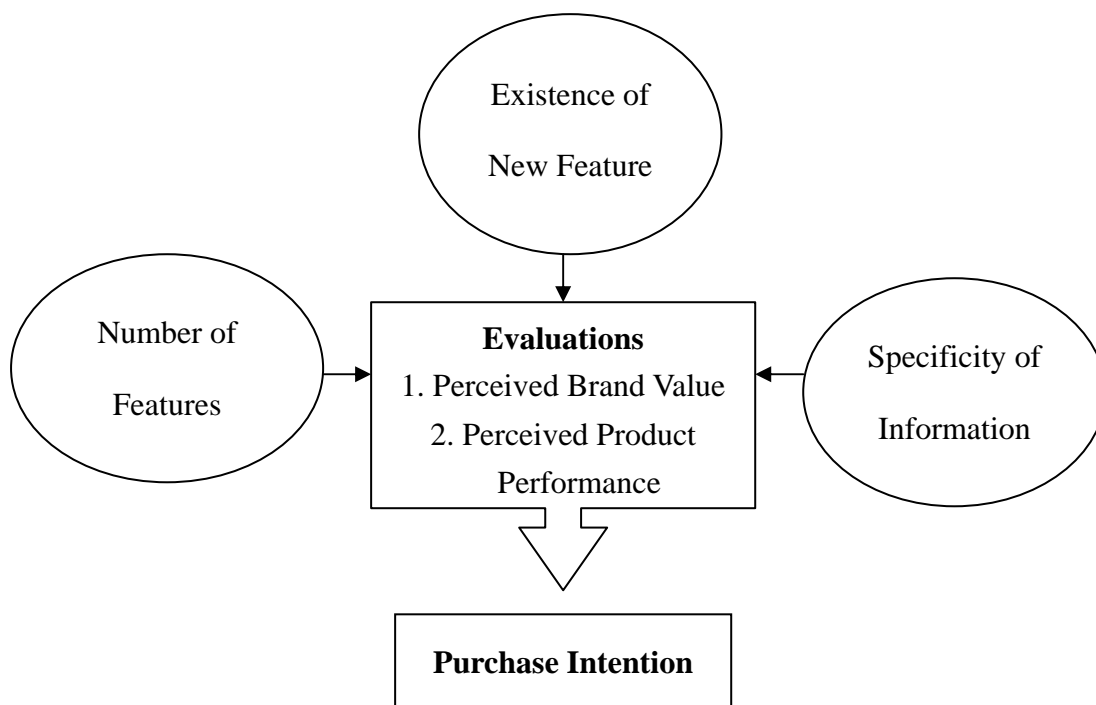 Existence of
New Feature
Number of
Features
Evaluations
1. Perceived Brand Value
2. Perceived Product
Performance
Specificity of
Information
Purchase Intention